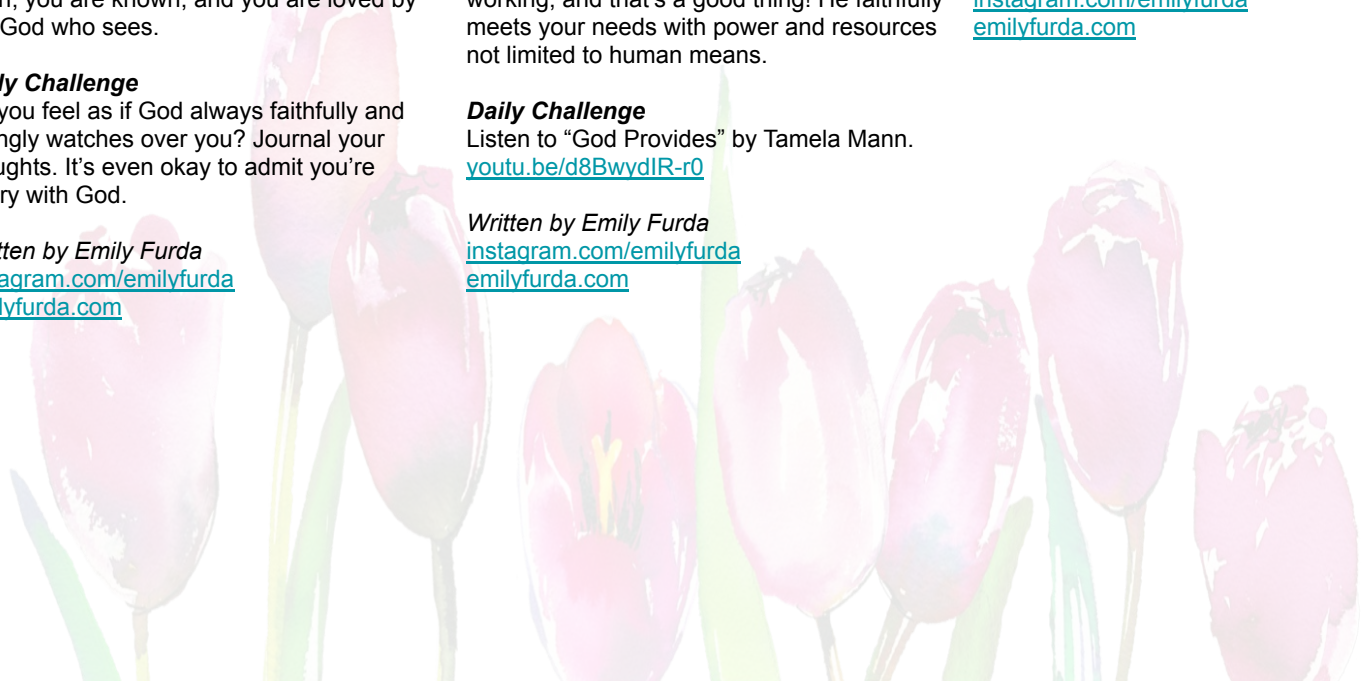 n, you are known, and you are loved by
God who sees.
ly Challenge
you feel as if God always faithfully and
ngly watches over you? Journal your
ughts. It’s even okay to admit you’re
ry with God.
tten by Emily Furda
agram.com/emilyfurda
lyfurda.com
working, and that’s a good thing! He faithfully
meets your needs with power and resources
not limited to human means.
Daily Challenge
Listen to “God Provides” by Tamela Mann.
youtu.be/d8BwydIR-r0
Written by Emily Furda
instagram.com/emilyfurda
emilyfurda.com
instagram.com/emilyfurda
emilyfurda.com